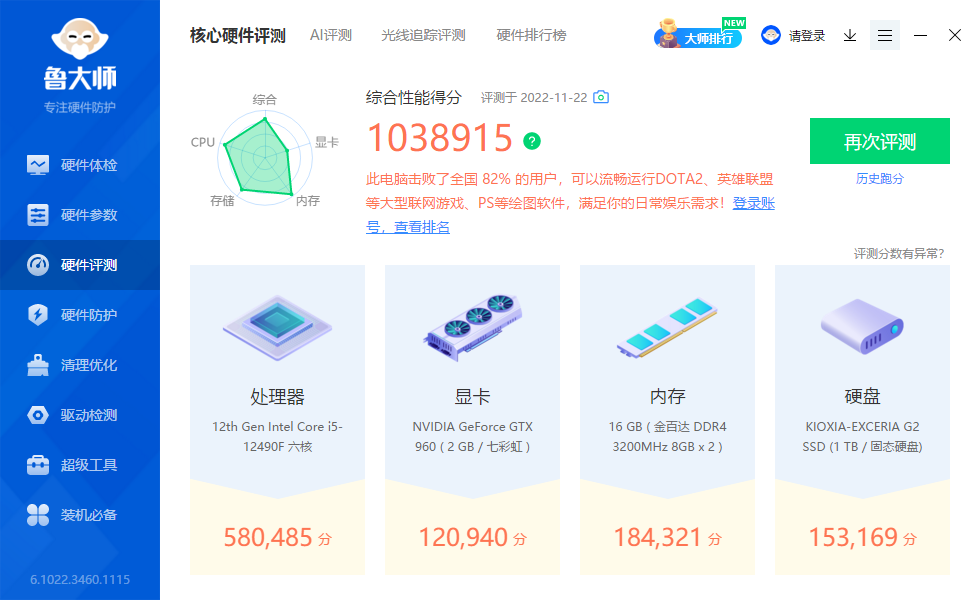 鲁大师
专注硬件防护
硬件体检
硬件参数
硬件评测
硬件防护
清理优化
驱动检测
超级工具
装机必备
6.1022.3460.1115
核心硬件评测 AI评测 光线追踪评测 硬件排行榜
大师排行 NEW 请登录
综合
CPU
显卡
存储
内存
综合性能得分 评测于 2022-11-22
1038915 ?
此电脑击败了全国 82% 的用户，可以流畅运行DOTA2、英雄联盟
等大型联网游戏、PS等绘图软件，满足你的日常娱乐需求！登录账
号，查看排名
再次评测
历史跑分
评测分数有异常?
处理器
12th Gen Intel Core i5-
12490F 六核
580,485 分
显卡
NVIDIA GeForce GTX
960 ( 2 GB / 七彩虹 )
120,940 分
内存
16 GB ( 金百达 DDR4
3200MHz 8GB x 2 )
184,321 分
硬盘
KIOXIA-EXCERIA G2
SSD (1 TB / 固态硬盘)
153,169 分